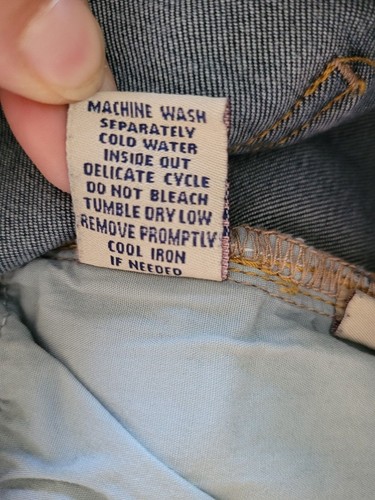 MACHINE WASH
SEPARATELY
COLD WATER
INSIDE OUT
DELICATE CYCLE
DO NOT BLEACH
TUMBLE DRY LOW
REMOVE PROMPTLY
COOL IRON
IF NEEDED